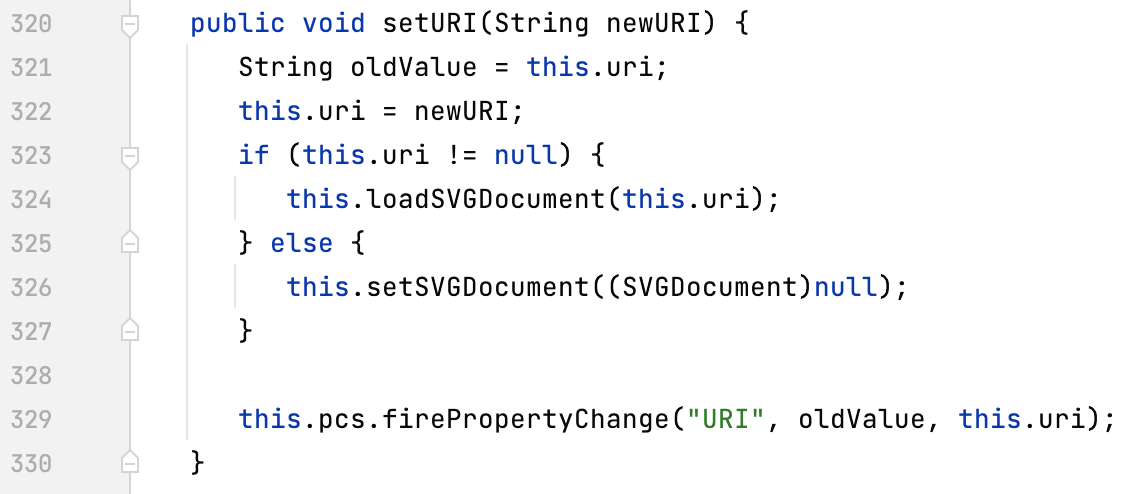 320 public void setURI(String newURI) {
321 String oldValue = this.uri;
322 this.uri = newURI;
323 if (this.uri != null) {
324 this.loadSVGDocument(this.uri);
325 } else {
326 this.setSVGDocument((SVGDocument)null);
327 }
328
329 this.pcs.firePropertyChange("URI", oldValue, this.uri);
330 }